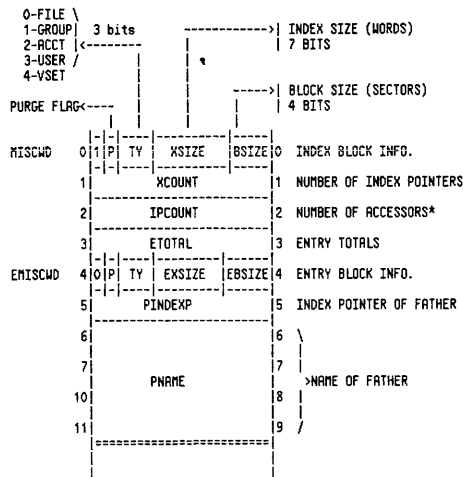 0-FILE \
1-GROUP| 3 bits ----------->| INDEX SIZE (WORDS)
2-ACCT |<------ | 7 BITS
3-USER /
4-VSET ----->| BLOCK SIZE (SECTORS)
| 4 BITS
PURGE FLAG<----
MISCWD 0|1|P| TY | XSIZE |BSIZE|0 INDEX BLOCK INFO.
1| XCOUNT |1 NUMBER OF INDEX POINTERS
2| IPCOUNT |2 NUMBER OF ACCESSORS*
3| ETOTAL |3 ENTRY TOTALS
EMISCWD 4|0|P| TY | EXSIZE |EBSIZE|4 ENTRY BLOCK INFO.
5| PINDEXP |5 INDEX POINTER OF FATHER
6| |6 \
7| |7 |
PNAME >NAME OF FATHER
10| |8 |
11| |9 /